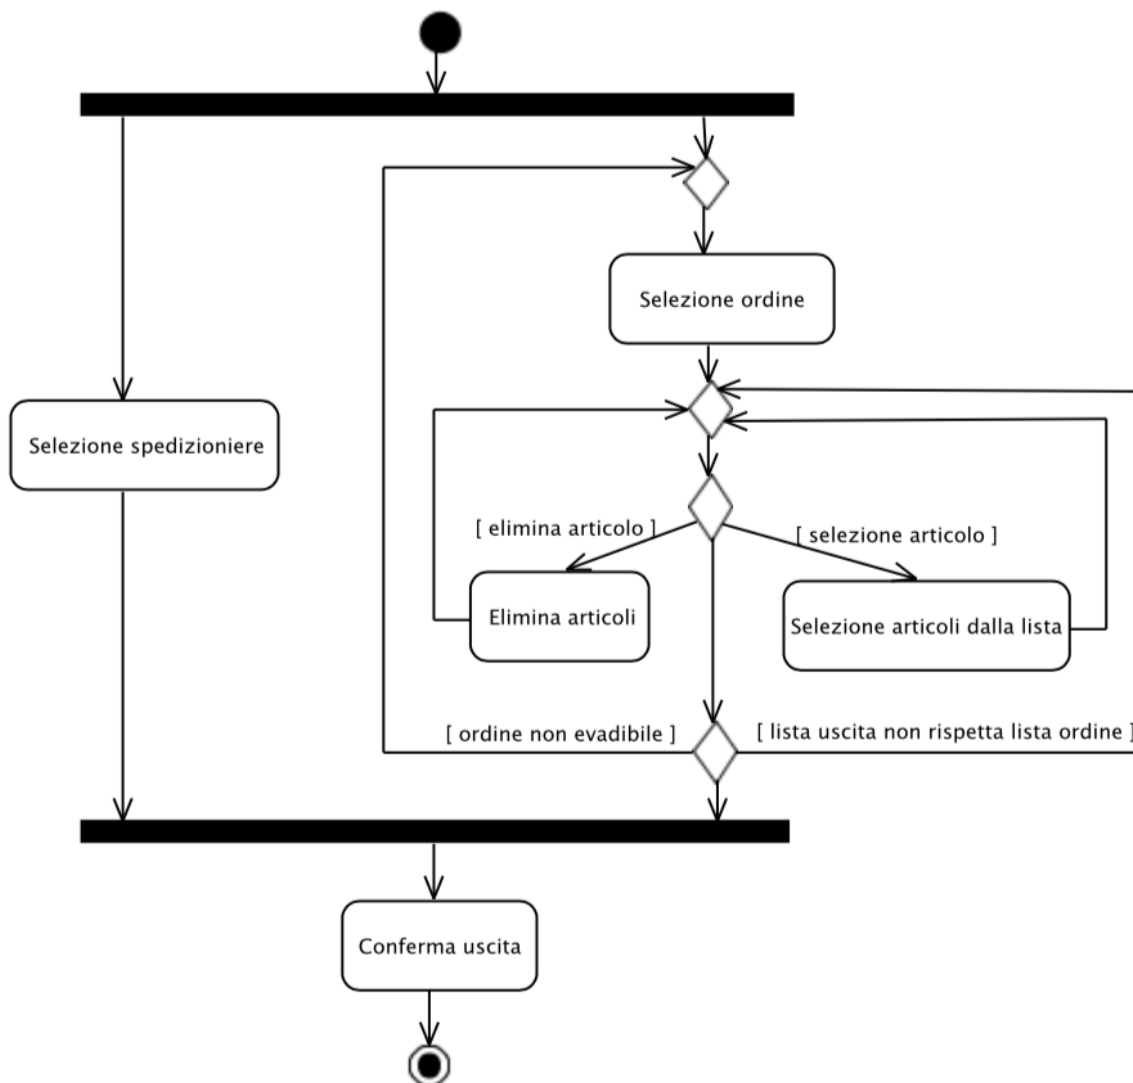 Selezione ordine
Selezione spedizioniere
[ elimina articolo ]
[ selezione articolo ]
Elimina articoli
Selezione articoli dalla lista
[ ordine non evadibile ]
[ lista uscita non rispetta lista ordine ]
Conferma uscita